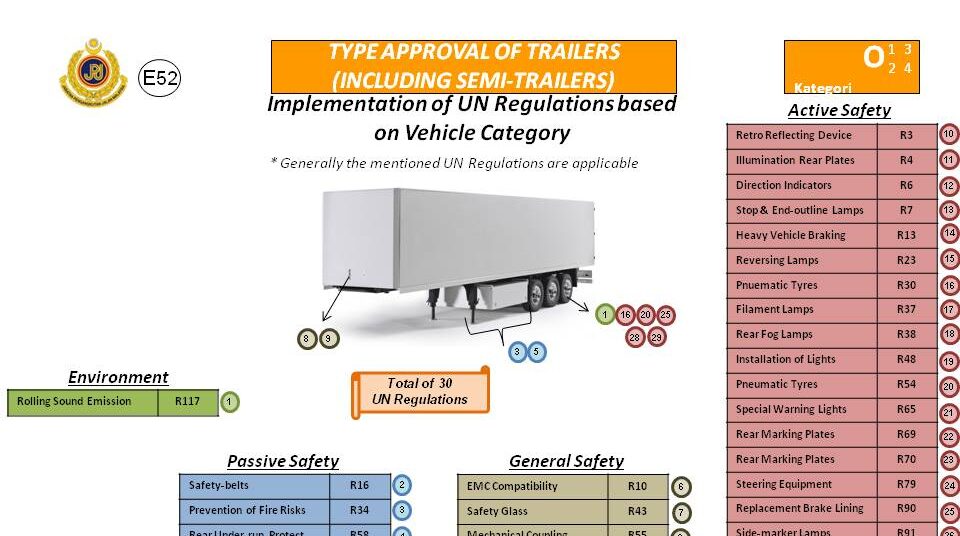 JPJ
E52
TYPE APPROVAL OF TRAILERS
(INCLUDING SEMI-TRAILERS)
O 1 3
2 4
Kategori
Implementation of UN Regulations based
on Vehicle Category
* Generally the mentioned UN Regulations are applicable
Active Safety
Retro Reflecting Device R3 10
Illumination Rear Plates R4 11
Direction Indicators R6 12
Stop & End-outline Lamps R7 13
Heavy Vehicle Braking R13 14
Reversing Lamps R23 15
Pnuematic Tyres R30 16
Filament Lamps R37 17
Rear Fog Lamps R38 18
Installation of Lights R48 19
Pneumatic Tyres R54 20
Special Warning Lights R65 21
Rear Marking Plates R69 22
Rear Marking Plates R70 23
Steering Equipment R79 24
Replacement Brake Lining R90 25
Side-marker Lamps R91 26
8 9
1 16 20 25
28 29
3 5
Total of 30
UN Regulations
Environment
Rolling Sound Emission R117 1
Passive Safety
Safety-belts R16 2
Prevention of Fire Risks R34 3
Rear Under-run Protect R58 4
General Safety
EMC Compatibility R10 6
Safety Glass R43 7
Mechanical Coupling R55 8